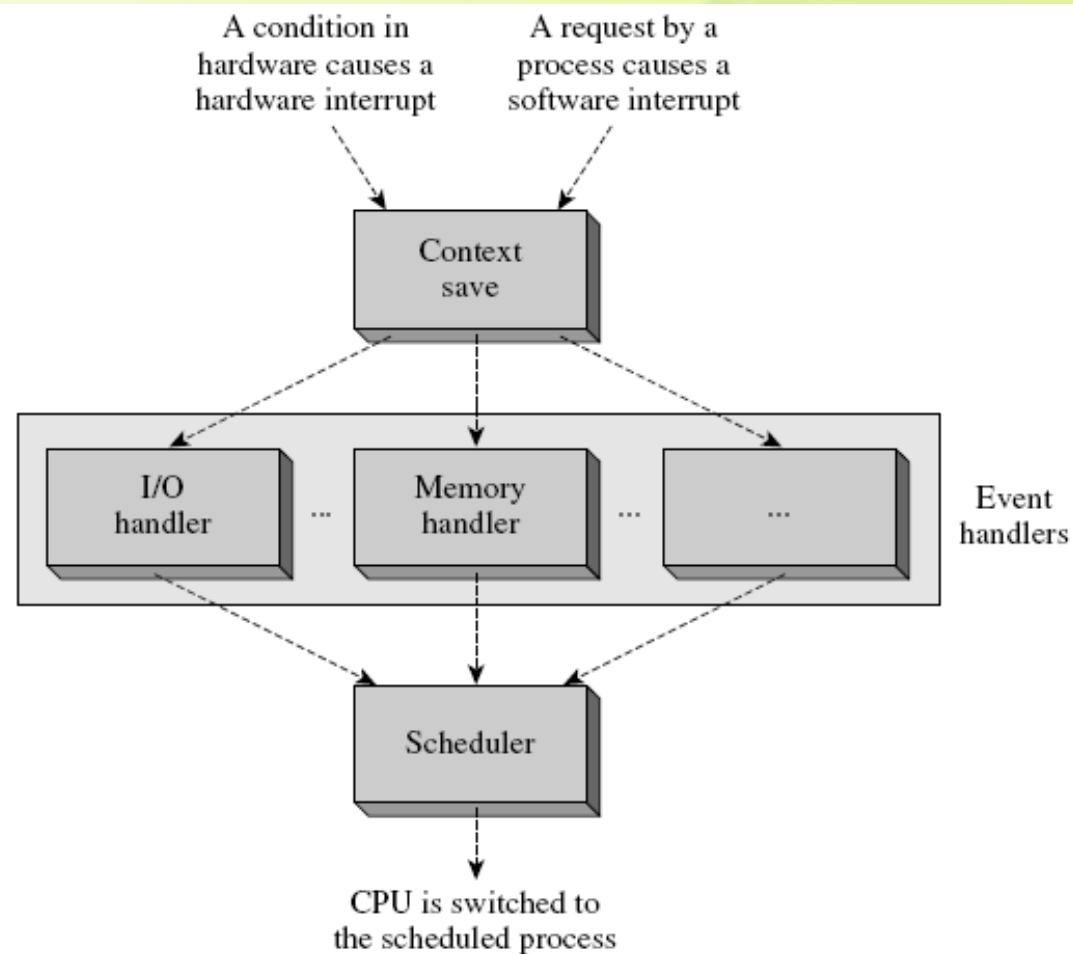 A condition in
hardware causes a
hardware interrupt
A request by a
process causes a
software interrupt
Context
save
I/O
handler
...
Memory
handler
...
...
Event
handlers
Scheduler
CPU is switched to
the scheduled process